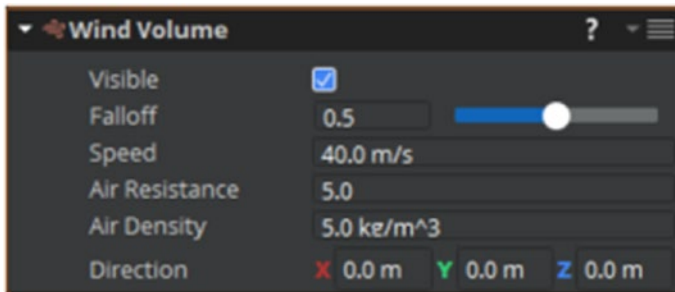 Wind Volume ?
Visible
Falloff 0.5
Speed 40.0 m/s
Air Resistance 5.0
Air Density 5.0 kg/m^3
Direction X 0.0 m Y 0.0 m Z 0.0 m